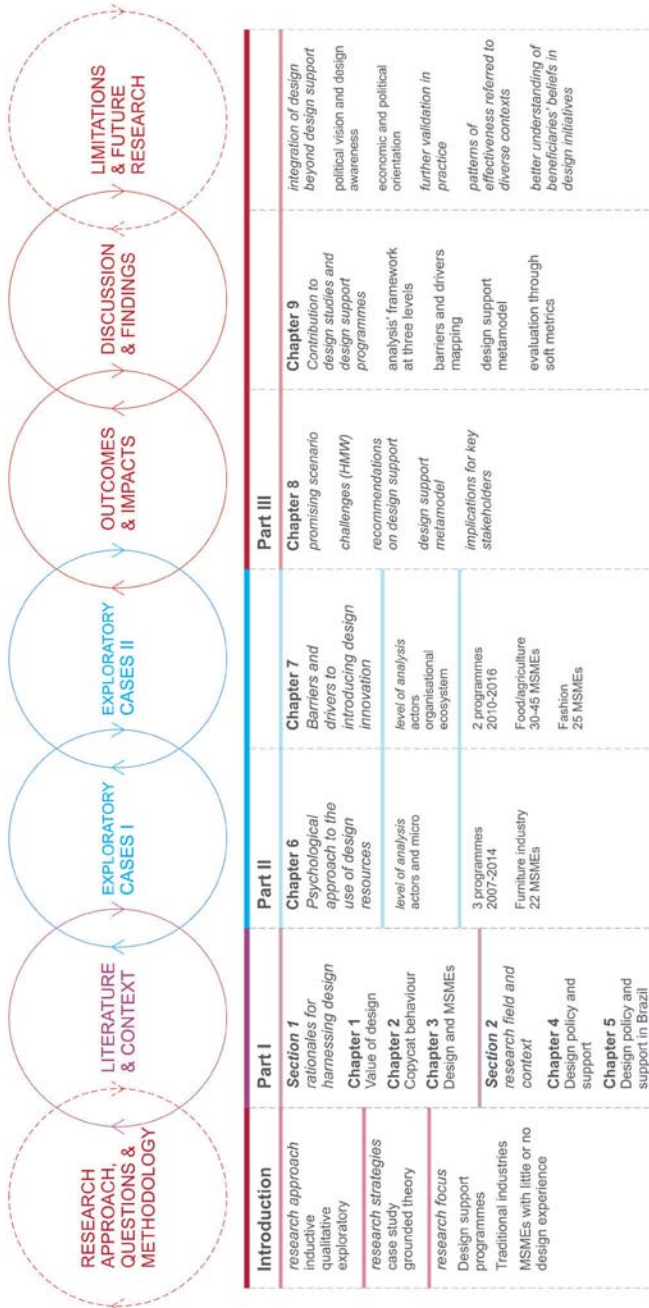 RESEARCH
APPROACH,
QUESTIONS &
METHODOLOGY
LITERATURE
& CONTEXT
EXPLORATORY
CASES I
EXPLORATORY
CASES II
OUTCOMES
& IMPACTS
DISCUSSION
& FINDINGS
LIMITATIONS
& FUTURE
RESEARCH
Introduction
research approach
inductive
qualitative
exploratory
research strategies
case study
grounded theory
research focus
Design support
programmes
Traditional industries
MSMEs with little or no
design experience
Part I
Section 1
rationales for
harnessing design
Chapter 1
Value of design
Chapter 2
Copycat behaviour
Chapter 3
Design and MSMEs
Section 2
research field and
context
Chapter 4
Design policy and
support
Chapter 5
Design policy and
support in Brazil
Part II
Chapter 6
Psychological
approach to the
use of design
resources
level of analysis
actors and micro
3 programmes
2007-2014
Furniture industry
22 MSMEs
Chapter 7
Barriers and
drivers to
introducing design
innovation
level of analysis
actors
organisational
ecosystem
2 programmes
2010-2016
Food/agriculture
30-45 MSMEs
Fashion
25 MSMEs
Part III
Chapter 8
promising scenario
challenges (HMW)
recommendations
on design support
design support
metamodel
implications for key
stakeholders
Chapter 9
Contribution to
design studies and
design support
programmes
analysis' framework
at three levels
barriers and drivers
mapping
design support
metamodel
evaluation through
soft metrics
integration of design
beyond design support
political vision and design
awareness
economic and political
orientation
further validation in
practice
patterns of
effectiveness referred to
diverse contexts
better understanding of
beneficiaries' beliefs in
design initiatives